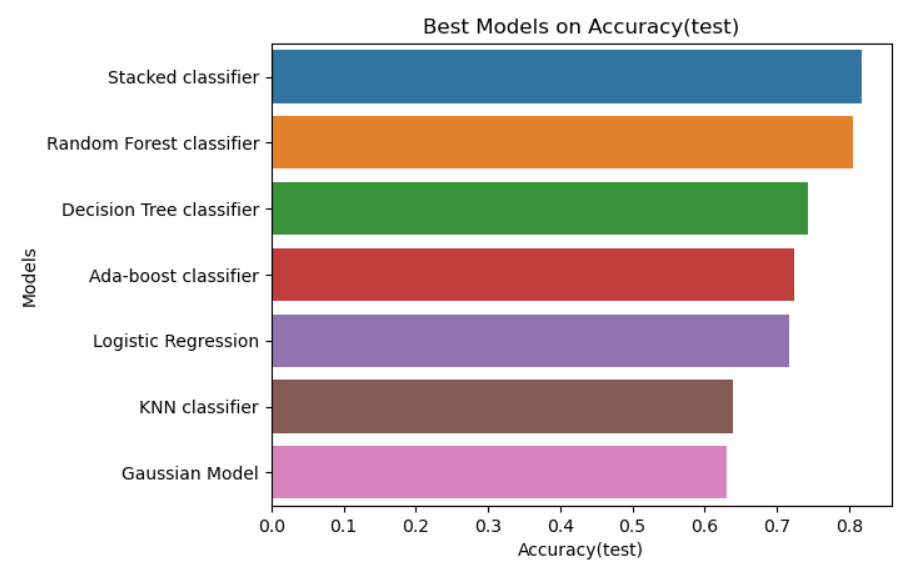 Best Models on Accuracy(test)
Models
Stacked classifier
Random Forest classifier
Decision Tree classifier
Ada-boost classifier
Logistic Regression
KNN classifier
Gaussian Model
0.0 0.1 0.2 0.3 0.4 0.5 0.6 0.7 0.8
Accuracy(test)